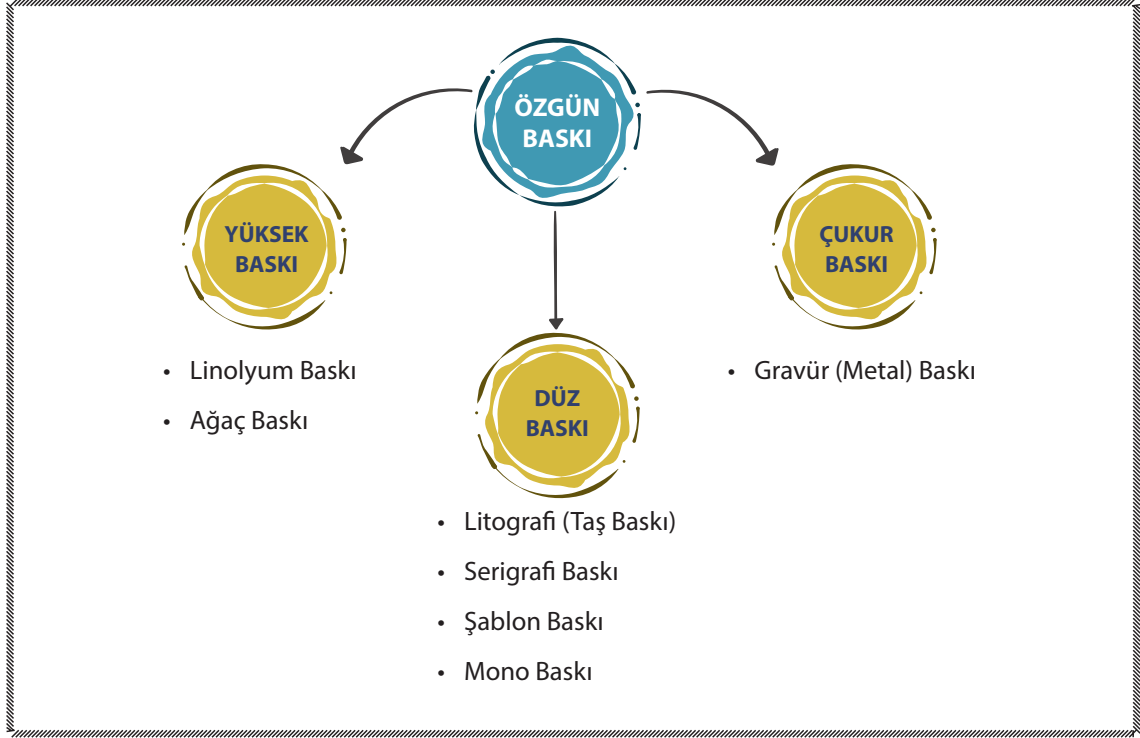 ÖZGÜN
BASKI
YÜKSEK
BASKI
• Linolyum Baskı
• Ağaç Baskı
DÜZ
BASKI
• Litografi (Taş Baskı)
• Serigrafi Baskı
• Şablon Baskı
• Mono Baskı
ÇUKUR
BASKI
• Gravür (Metal) Baskı